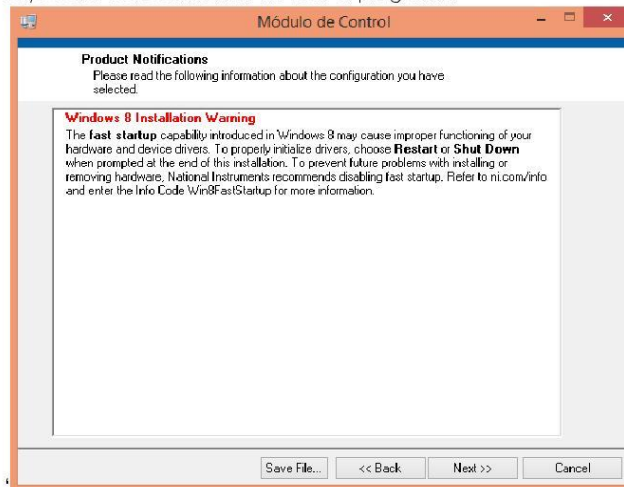 Módulo de Control
Product Notifications
Please read the following information about the configuration you have
selected.
Windows 8 Installation Warning
The fast startup capability introduced in Windows 8 may cause improper functioning of your
hardware and device drivers. To properly initialize drivers, choose Restart or Shut Down
when prompted at the end of this installation. To prevent future problems with installing or
removing hardware, National Instruments recommends disabling fast startup. Refer to ni.com/info
and enter the Info Code Win8FastStartup for more information.
Save File... << Back Next >> Cancel